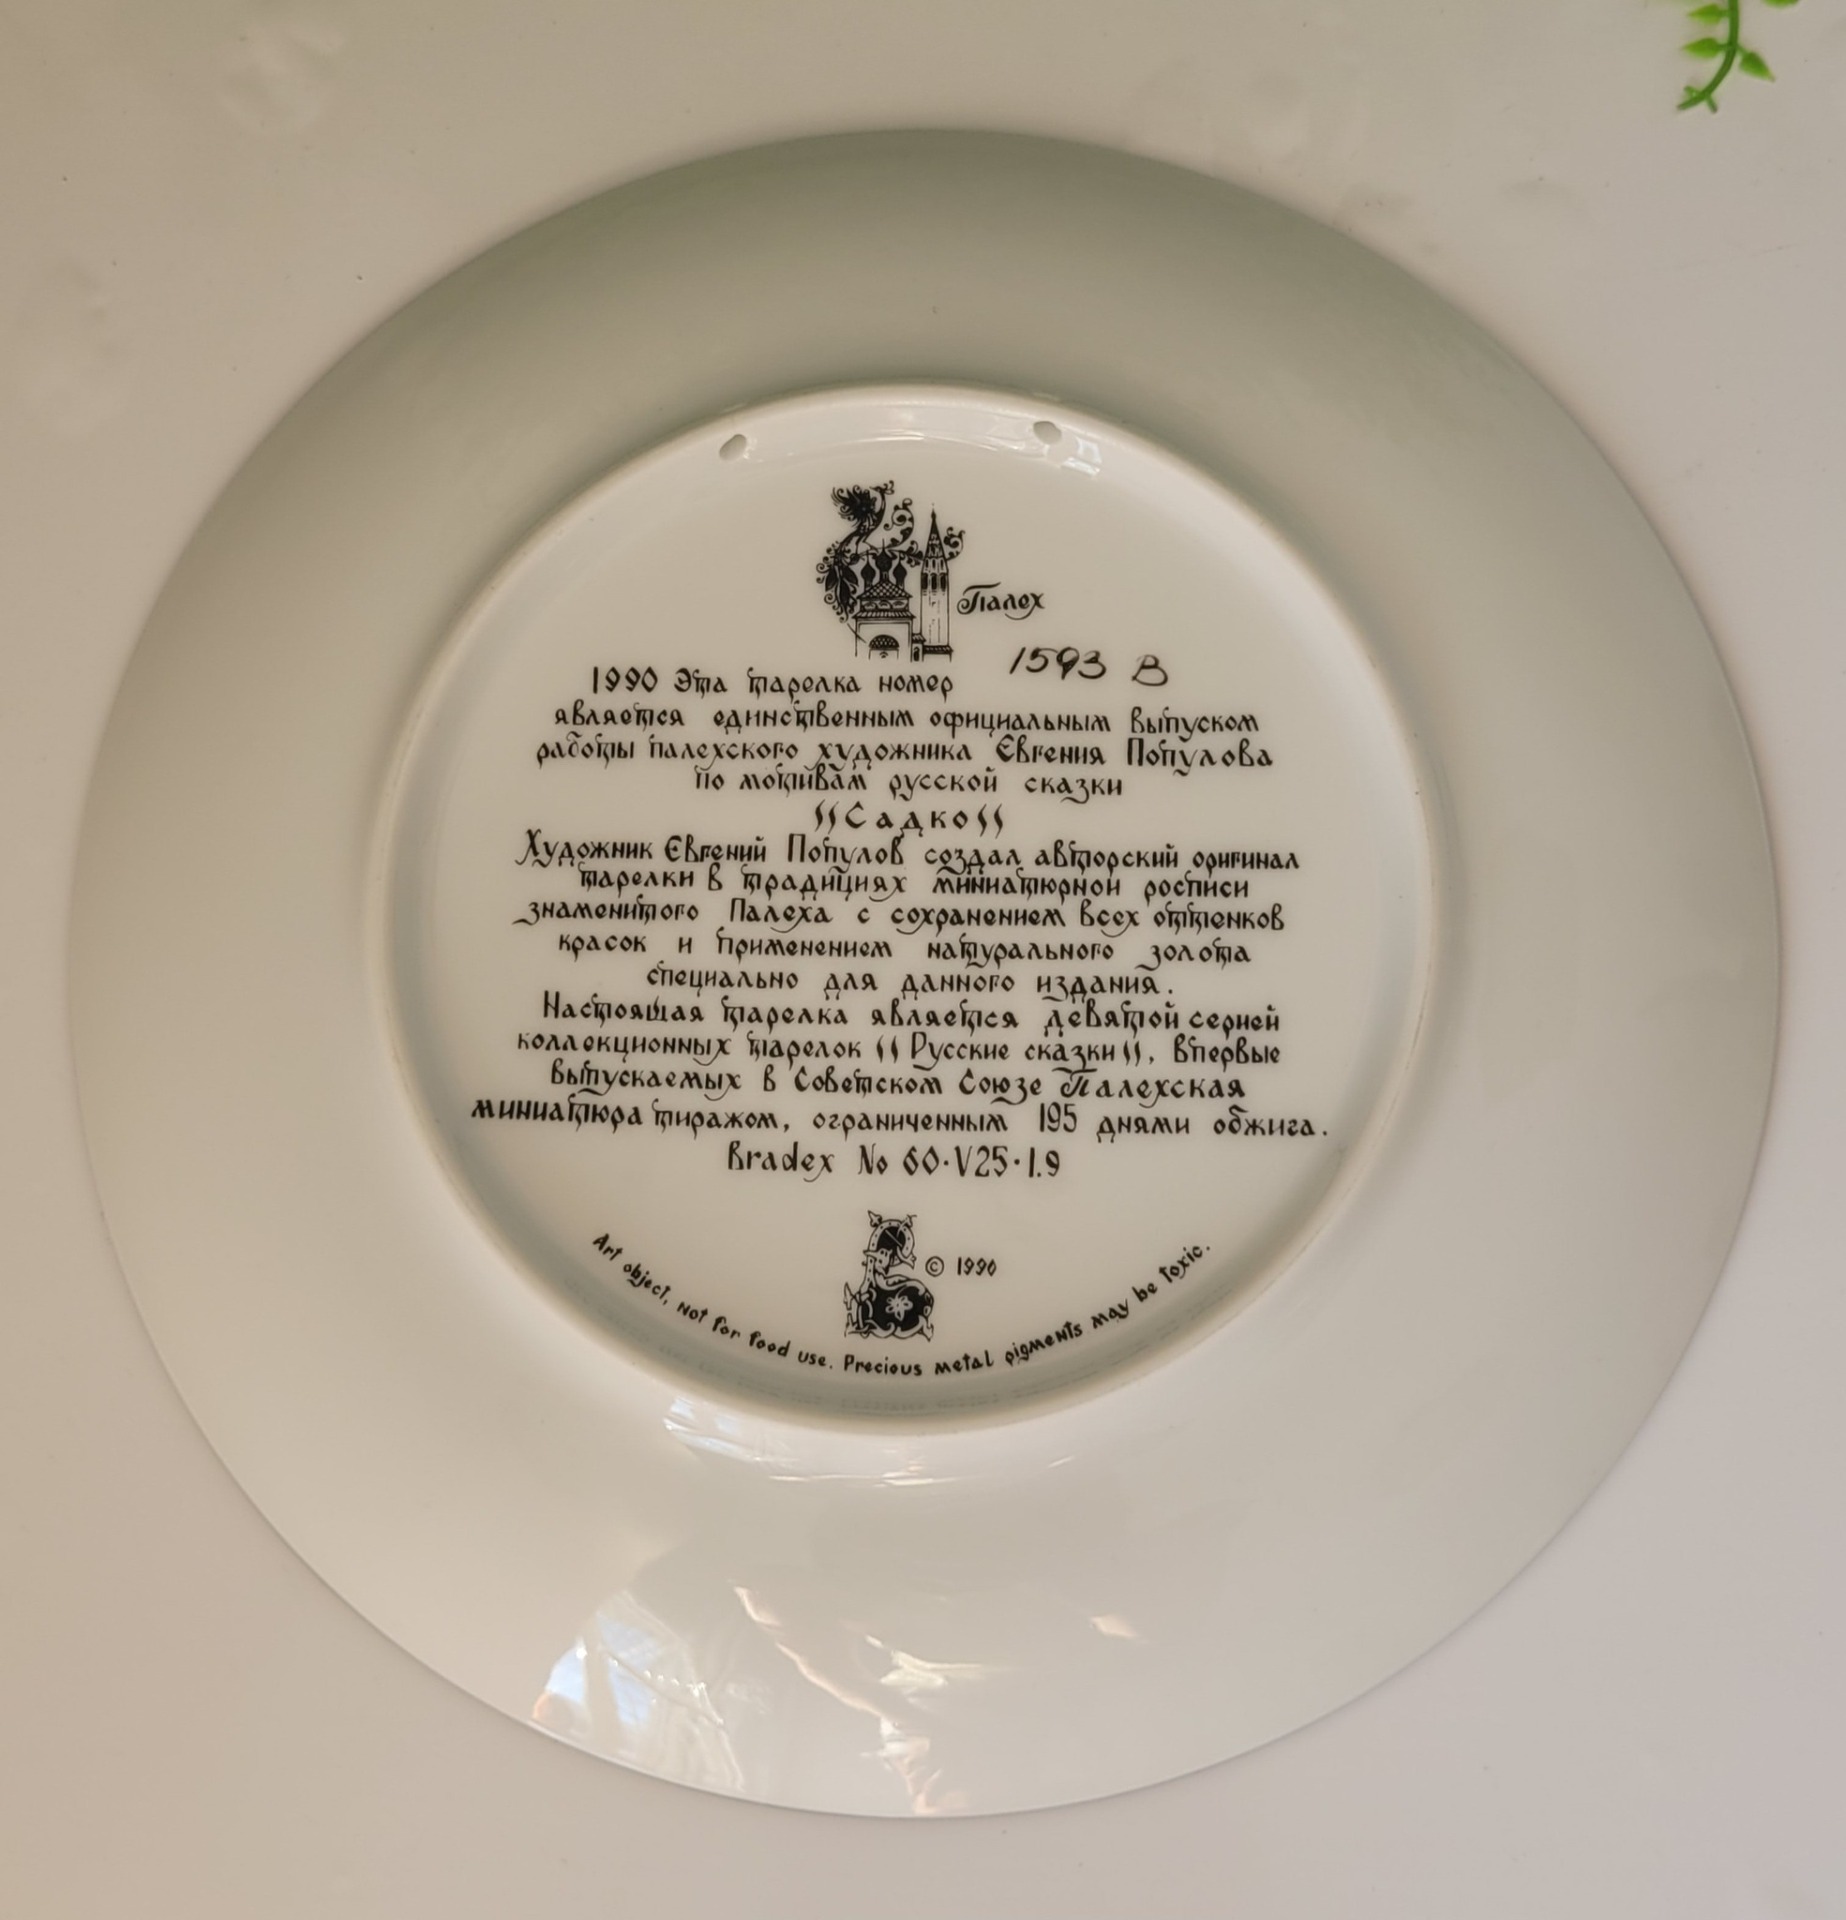 Палех
1593 В
1990 Эта тарелка номер
является единственным официальным выпуском
работы палехского художника Евгения Популова
по мотивам русской сказки
"Садко"
Художник Евгений Популов создал авторский оригинал
тарелки в традициях миниатюрной росписи
знаменитого Палеха с сохранением всех оттенков
красок и применением натурального золота
специально для данного издания.
Настоящая тарелка является девятой серией
коллекционных тарелок "Русские сказки", впервые
выпускаемых в Советском Союзе Палехская
миниатюра тиражом, ограниченным 195 днями обжига.
Bradex No 60·V25·1.9
© 1990
Art object, not for food use. Precious metal pigments may be toxic.